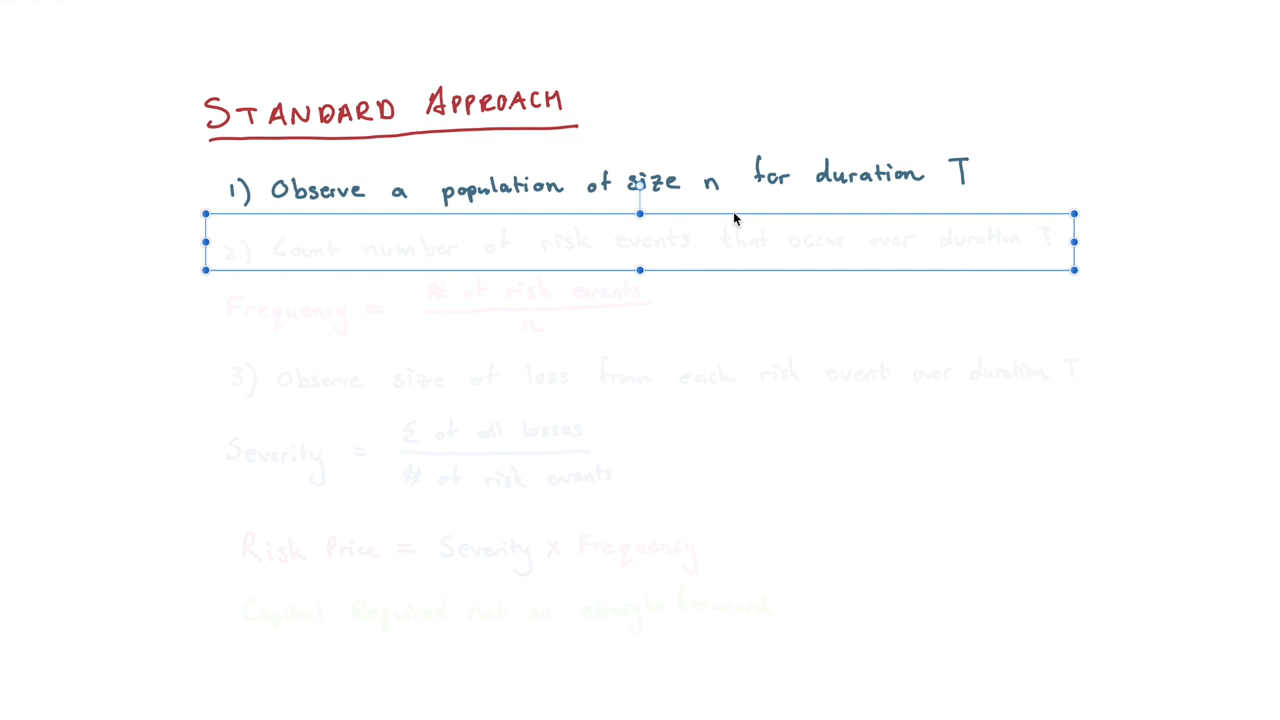 STANDARD APPROACH
1) Observe a population of size n for duration T
2) Count number of risk events that occur over duration T
Frequency = # of risk events
n
3) Observe size of loss from each risk event over duration T
Severity = Σ of all losses
# of risk events
Risk Price = Severity x Frequency
Capital Required not so straight forward